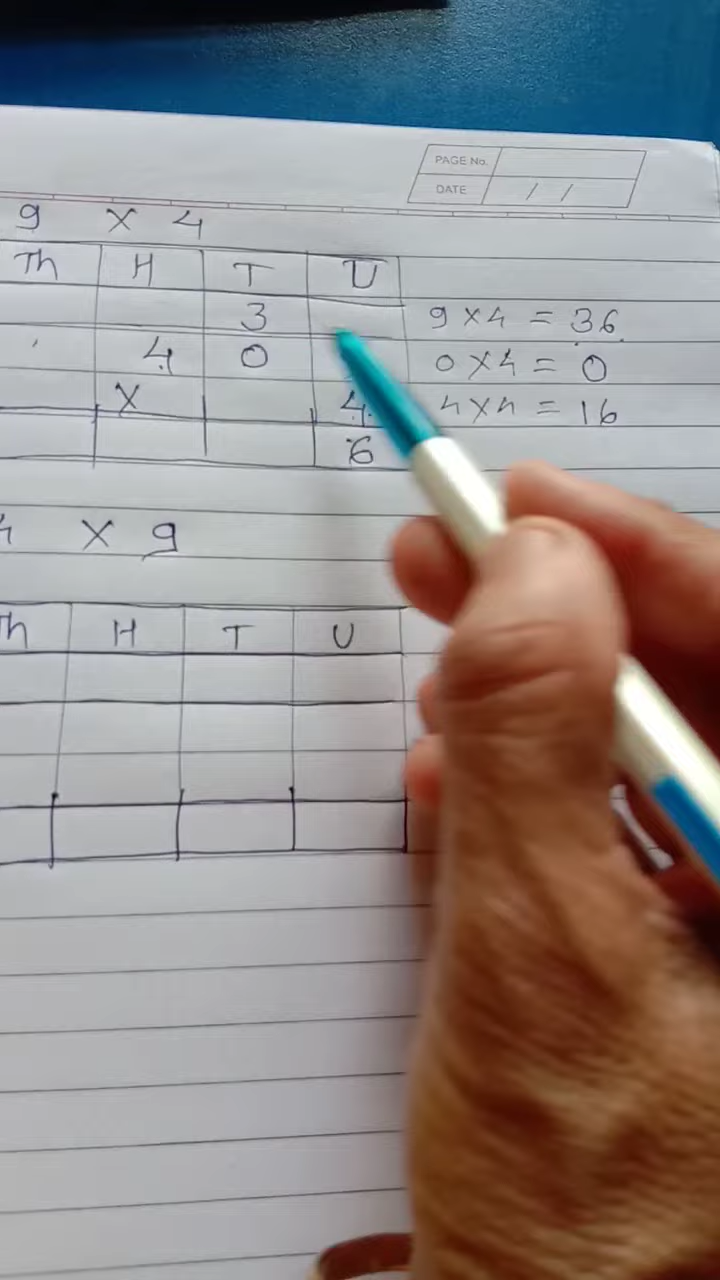 PAGE No.
DATE / /
9 X 4
Th H T U
3 9 X 4 = 36
4 0 0 X 4 = 0
X 4 4 X 4 = 16
6
4 X 9
Th H T U